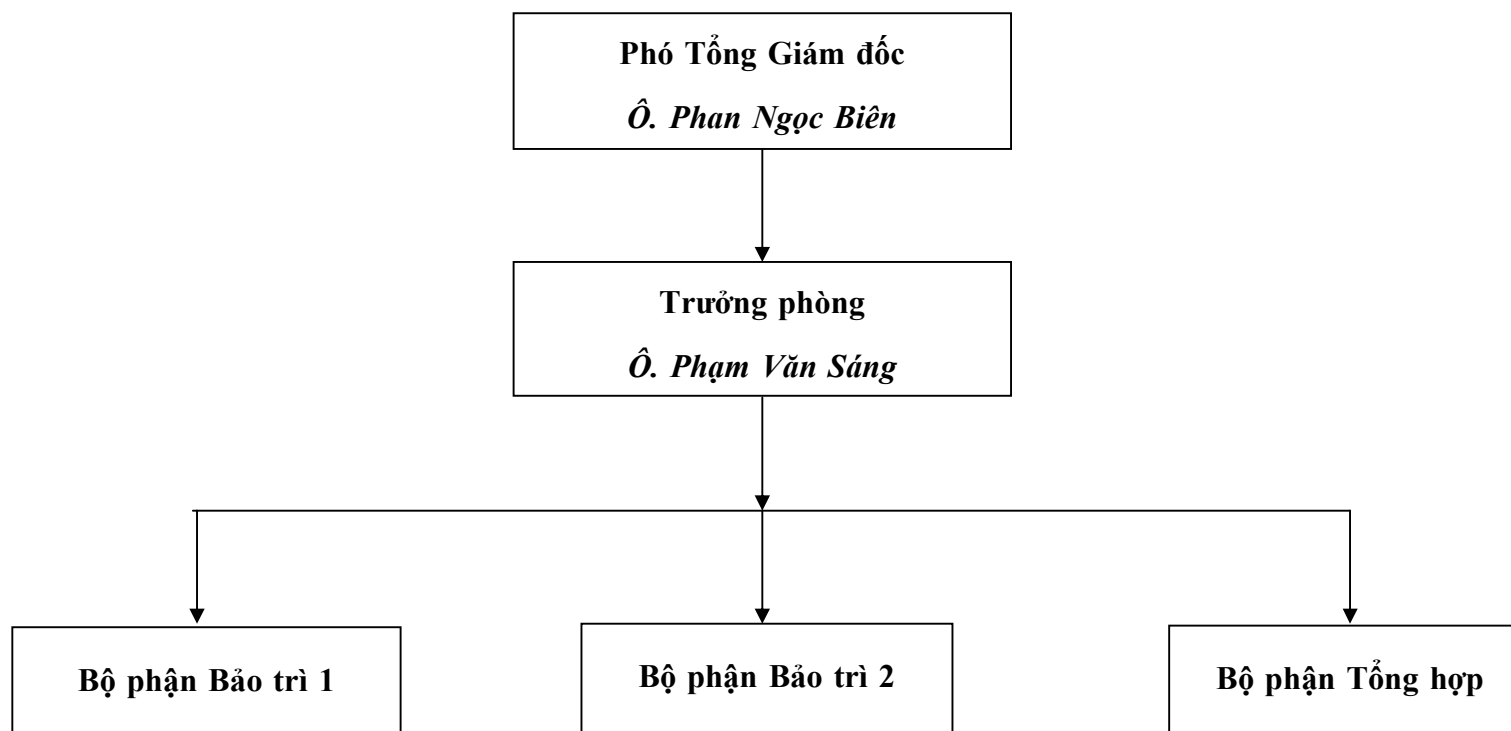 Phó Tổng Giám đốc
Ô. Phan Ngọc Biên
Trưởng phòng
Ô. Phạm Văn Sáng
Bộ phận Bảo trì 1
Bộ phận Bảo trì 2
Bộ phận Tổng hợp